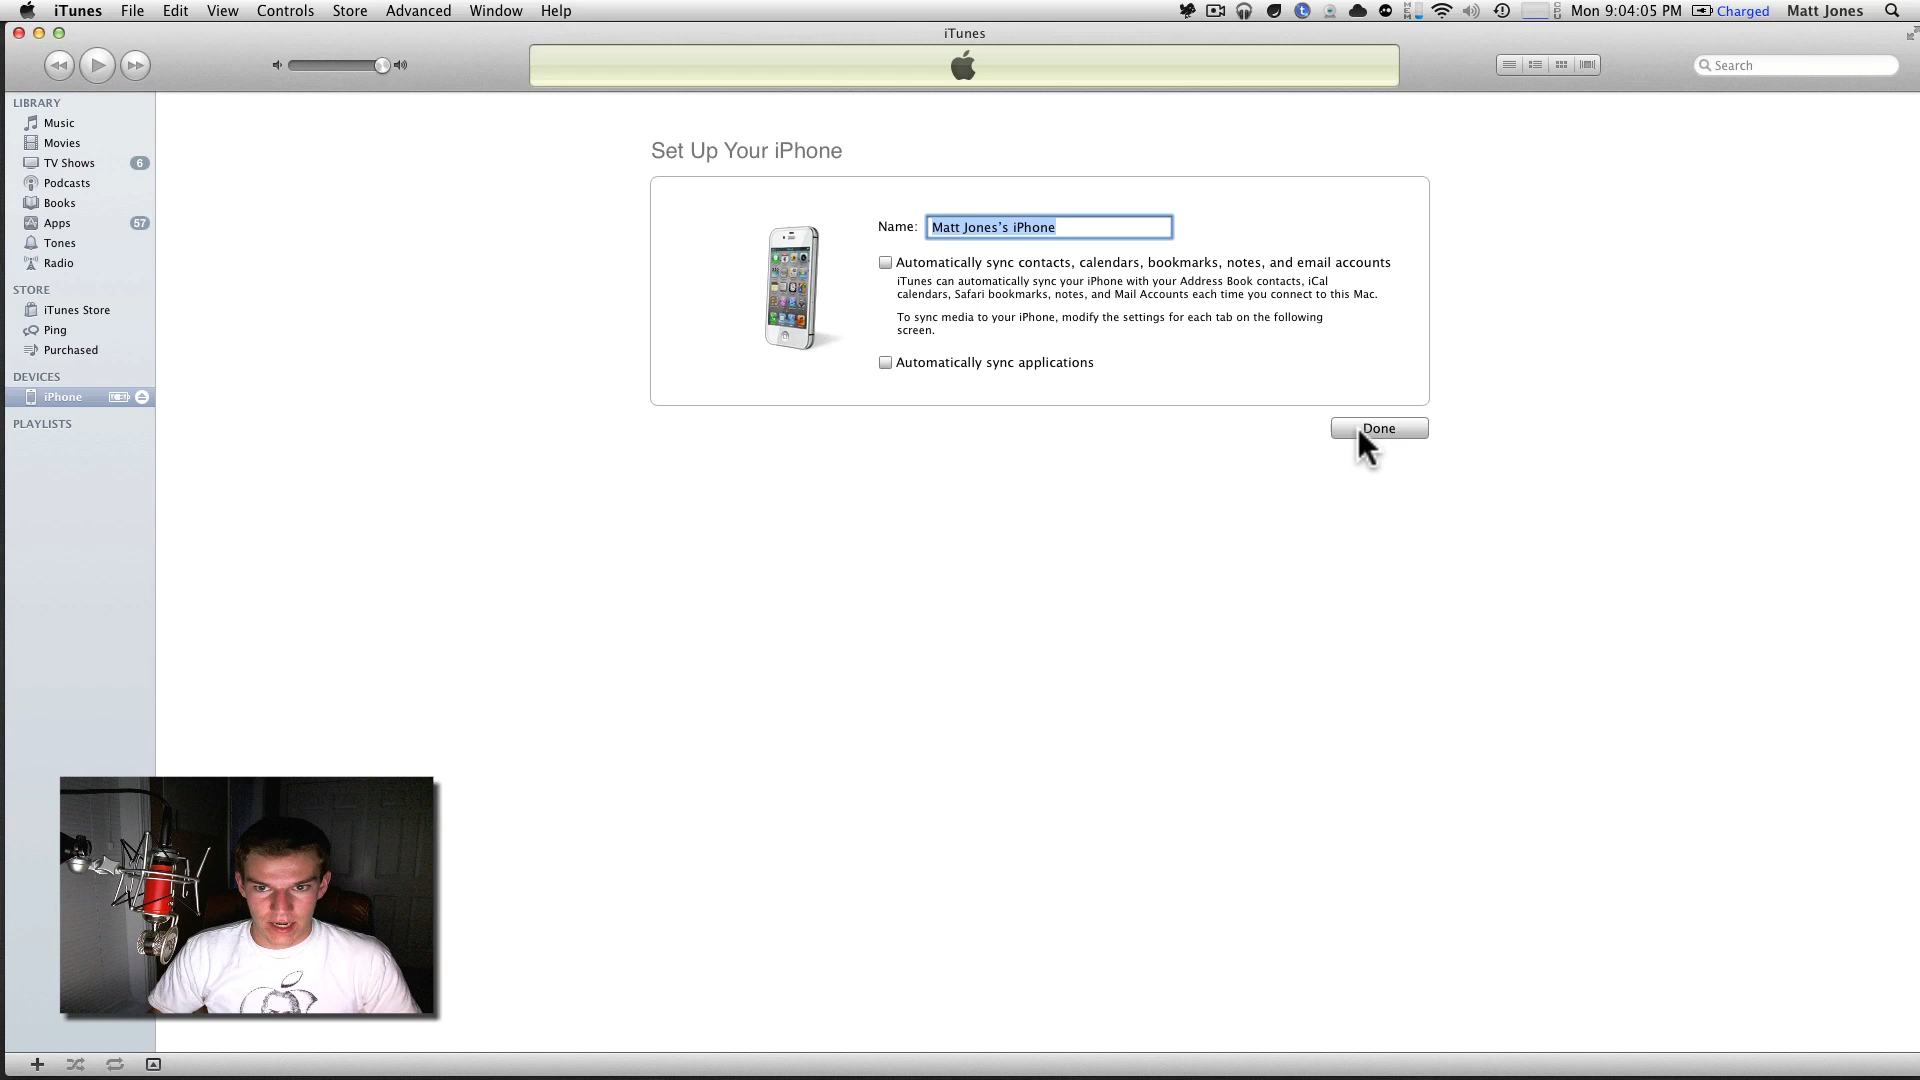 iTunes File Edit View Controls Store Advanced Window Help
Mon 9:04:05 PM Charged Matt Jones
iTunes
Search
LIBRARY
Music
Movies
TV Shows 6
Podcasts
Books
Apps 57
Tones
Radio
STORE
iTunes Store
Ping
Purchased
DEVICES
iPhone
PLAYLISTS
Set Up Your iPhone
Name: Matt Jones's iPhone
Automatically sync contacts, calendars, bookmarks, notes, and email accounts
iTunes can automatically sync your iPhone with your Address Book contacts, iCal
calendars, Safari bookmarks, notes, and Mail Accounts each time you connect to this Mac.
To sync media to your iPhone, modify the settings for each tab on the following
screen.
Automatically sync applications
Done